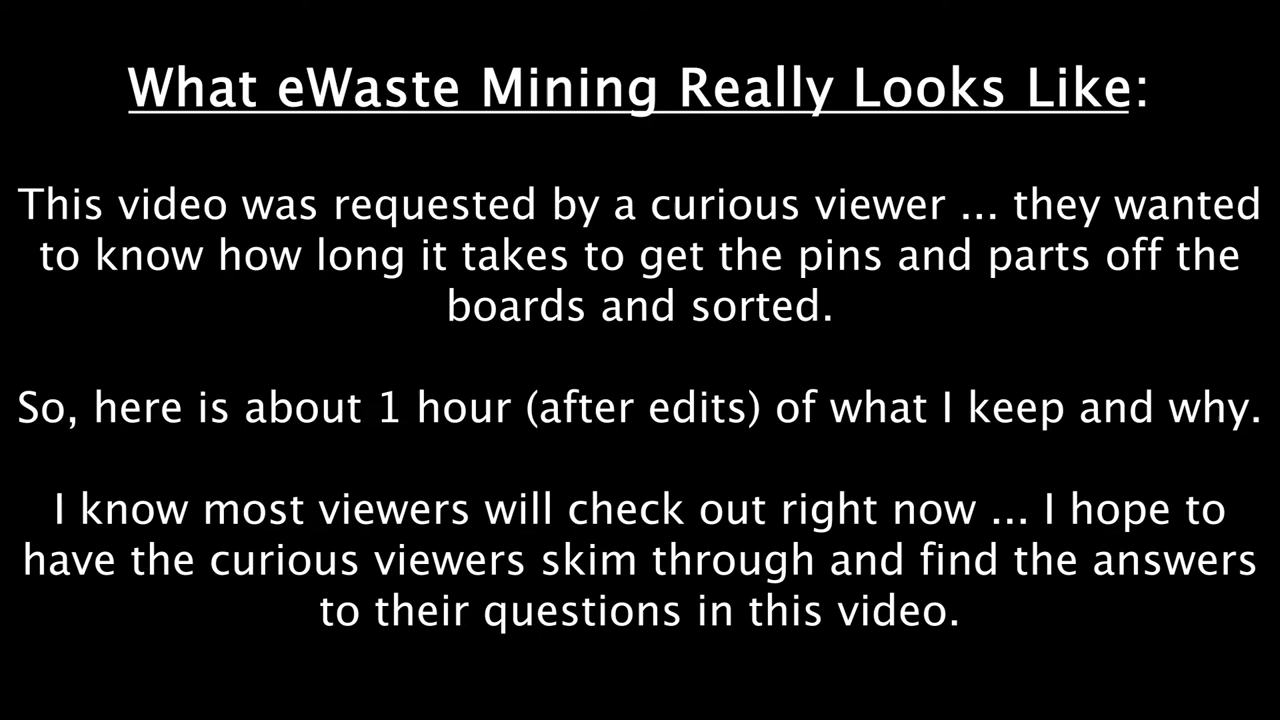 What eWaste Mining Really Looks Like:
This video was requested by a curious viewer ... they wanted
to know how long it takes to get the pins and parts off the
boards and sorted.
So, here is about 1 hour (after edits) of what I keep and why.
I know most viewers will check out right now ... I hope to
have the curious viewers skim through and find the answers
to their questions in this video.